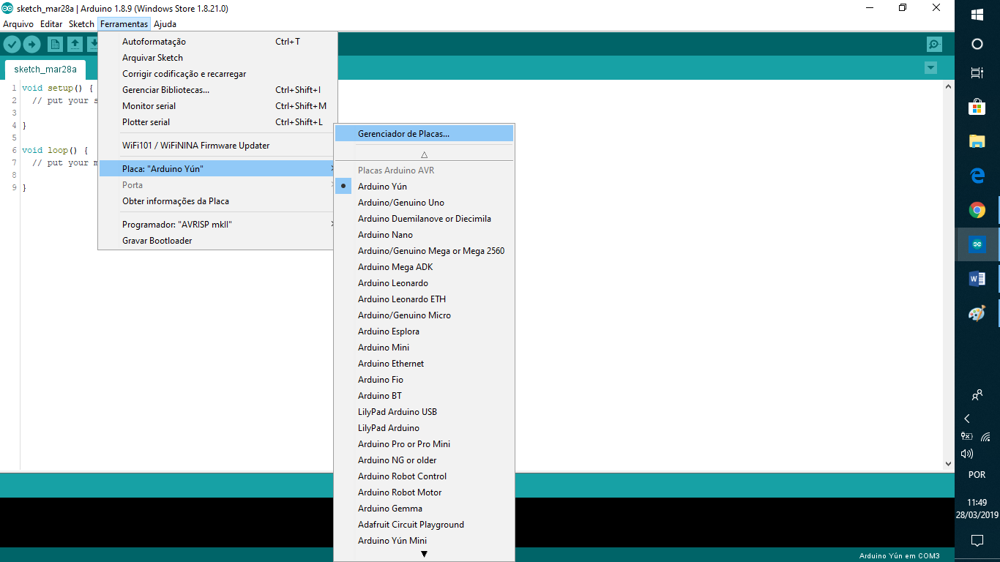 sketch_mar28a | Arduino 1.8.9 (Windows Store 1.8.21.0)
Arquivo Editar Sketch Ferramentas Ajuda
sketch_mar28a
1 void setup() {
2 // put your s
3
4 }
5
6 void loop() {
7 // put your m
8
9 }
Autoformatação Ctrl+T
Arquivar Sketch
Corrigir codificação e recarregar
Gerenciar Bibliotecas... Ctrl+Shift+I
Monitor serial Ctrl+Shift+M
Plotter serial Ctrl+Shift+L
WiFi101 / WiFiNINA Firmware Updater
Placa: "Arduino Yún"
Porta
Obter informações da Placa
Programador: "AVRISP mkII"
Gravar Bootloader
Gerenciador de Placas...
Placas Arduino AVR
Arduino Yún
Arduino/Genuino Uno
Arduino Duemilanove or Diecimila
Arduino Nano
Arduino/Genuino Mega or Mega 2560
Arduino Mega ADK
Arduino Leonardo
Arduino Leonardo ETH
Arduino/Genuino Micro
Arduino Esplora
Arduino Mini
Arduino Ethernet
Arduino Fio
Arduino BT
LilyPad Arduino USB
LilyPad Arduino
Arduino Pro or Pro Mini
Arduino NG or older
Arduino Robot Control
Arduino Robot Motor
Arduino Gemma
Adafruit Circuit Playground
Arduino Yún Mini
Arduino Yún em COM3
POR
11:49
28/03/2019